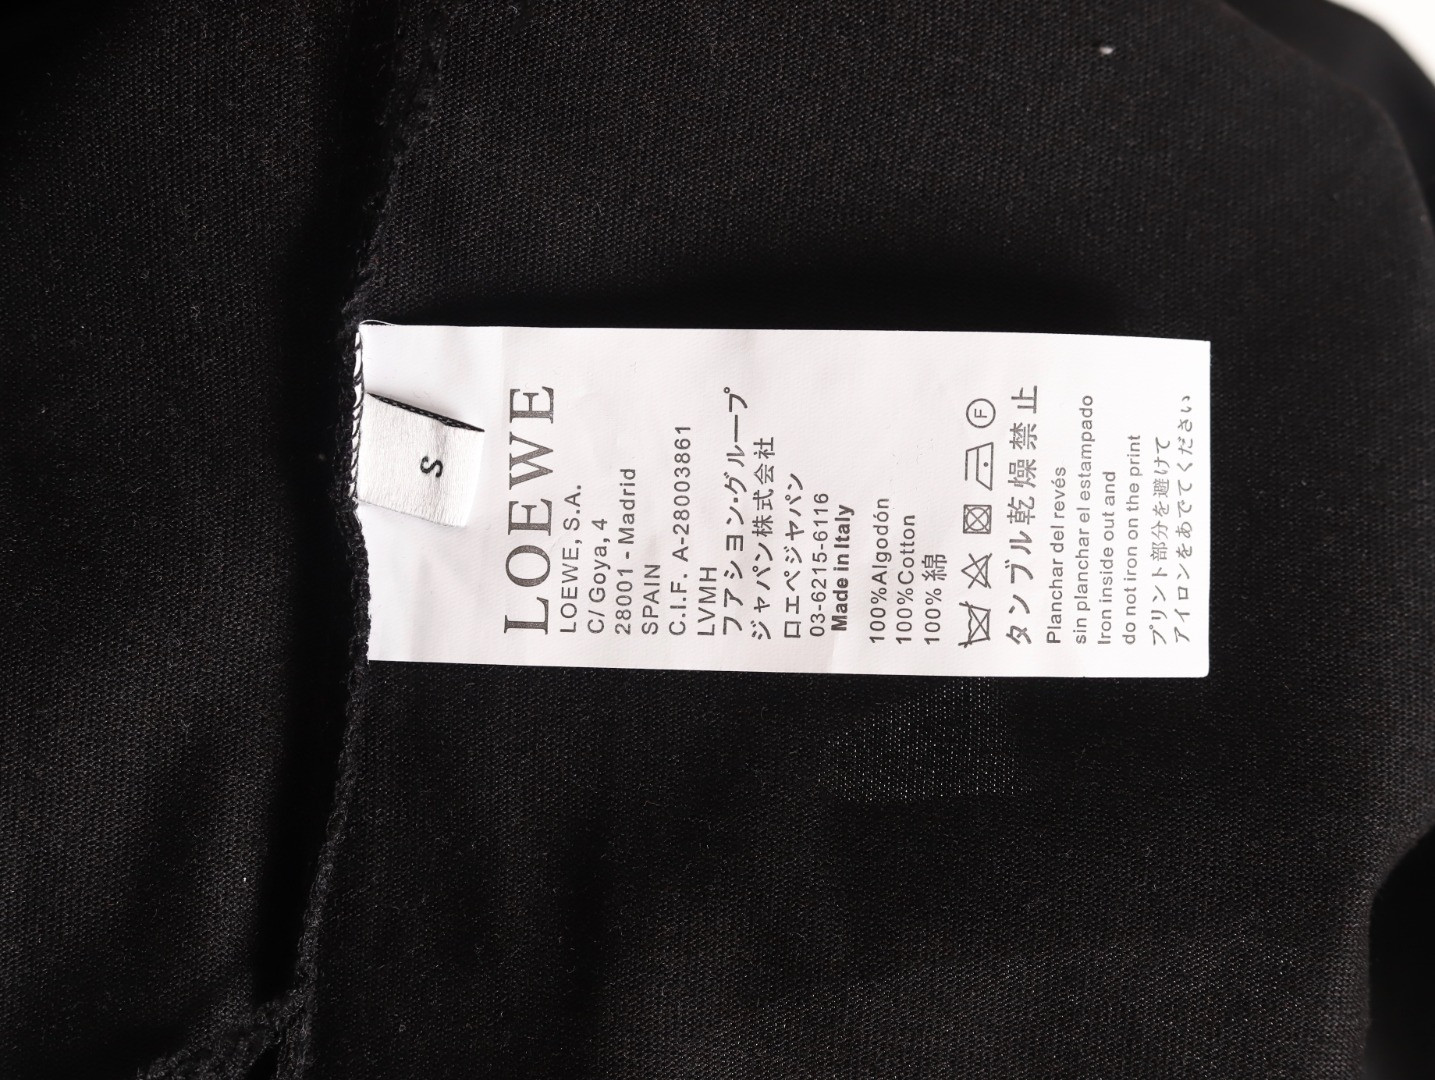 S
LOEWE
LOEWE, S.A.
C/ Goya, 4
28001 - Madrid
SPAIN
C.I.F. A-28003861
LVMH
フアション・グループ
ジャパン株式会社
ロエベジャパン
03-6215-6116
Made in Italy
100%Algodón
100%Cotton
100%綿
F
タンブル乾燥禁止
Planchar del revés
sin planchar el estampado
Iron inside out and
do not iron on the print
プリント部分を避けて
アイロンをあでてください